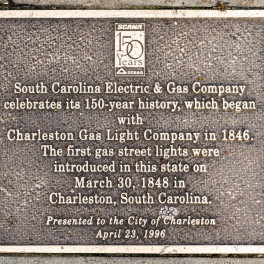 SCANA
150
Years
South Carolina Electric & Gas Company
celebrates its 150-year history, which began
with
Charleston Gas Light Company in 1846.
The first gas street lights were
introduced in this state on
March 30, 1848 in
Charleston, South Carolina.
Presented to the City of Charleston
April 23, 1996